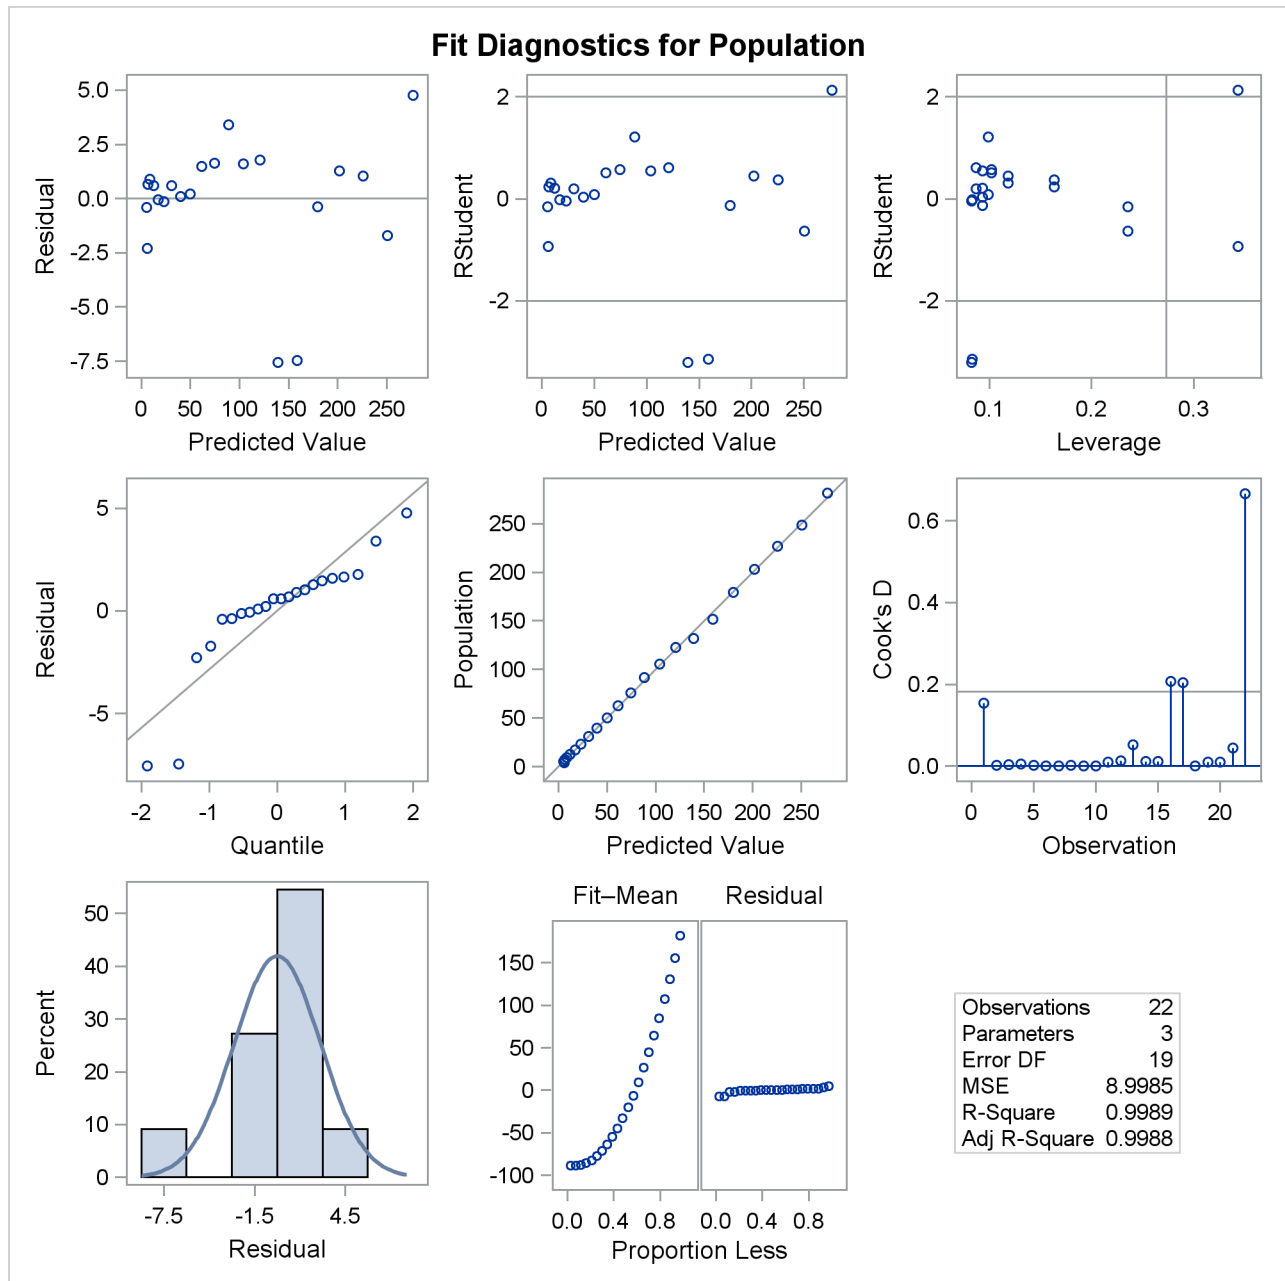 Fit Diagnostics for Population
5.0
2.5
0.0
-2.5
-5.0
-7.5
Residual
0 50 100 150 200 250
Predicted Value
2
0
-2
RStudent
0 50 100 150 200 250
Predicted Value
2
0
-2
RStudent
0.1 0.2 0.3
Leverage
5
0
-5
Residual
-2 -1 0 1 2
Quantile
250
200
150
100
50
0
Population
0 50 100 150 200 250
Predicted Value
0.6
0.4
0.2
0.0
Cook's D
0 5 10 15 20
Observation
50
40
30
20
10
0
Percent
-7.5 -1.5 4.5
Residual
Fit–Mean Residual
150
100
50
0
-50
-100
0.0 0.4 0.8 0.0 0.4 0.8
Proportion Less
Observations 22
Parameters 3
Error DF 19
MSE 8.9985
R-Square 0.9989
Adj R-Square 0.9988